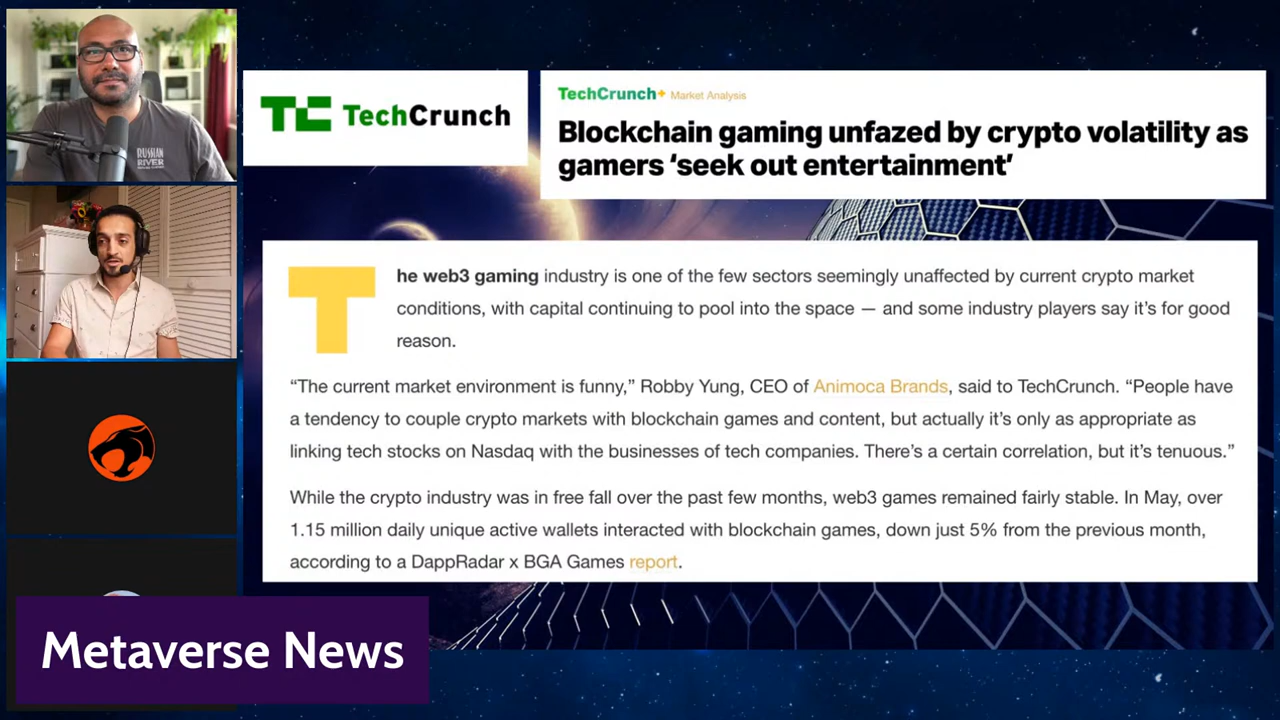 TechCrunch
TechCrunch+ Market Analysis
Blockchain gaming unfazed by crypto volatility as
gamers ‘seek out entertainment’
The web3 gaming industry is one of the few sectors seemingly unaffected by current crypto market
conditions, with capital continuing to pool into the space — and some industry players say it’s for good
reason.
“The current market environment is funny,” Robby Yung, CEO of Animoca Brands, said to TechCrunch. “People have
a tendency to couple crypto markets with blockchain games and content, but actually it’s only as appropriate as
linking tech stocks on Nasdaq with the businesses of tech companies. There’s a certain correlation, but it’s tenuous.”
While the crypto industry was in free fall over the past few months, web3 games remained fairly stable. In May, over
1.15 million daily unique active wallets interacted with blockchain games, down just 5% from the previous month,
according to a DappRadar x BGA Games report.
RUSSIAN
RIVER
Metaverse News